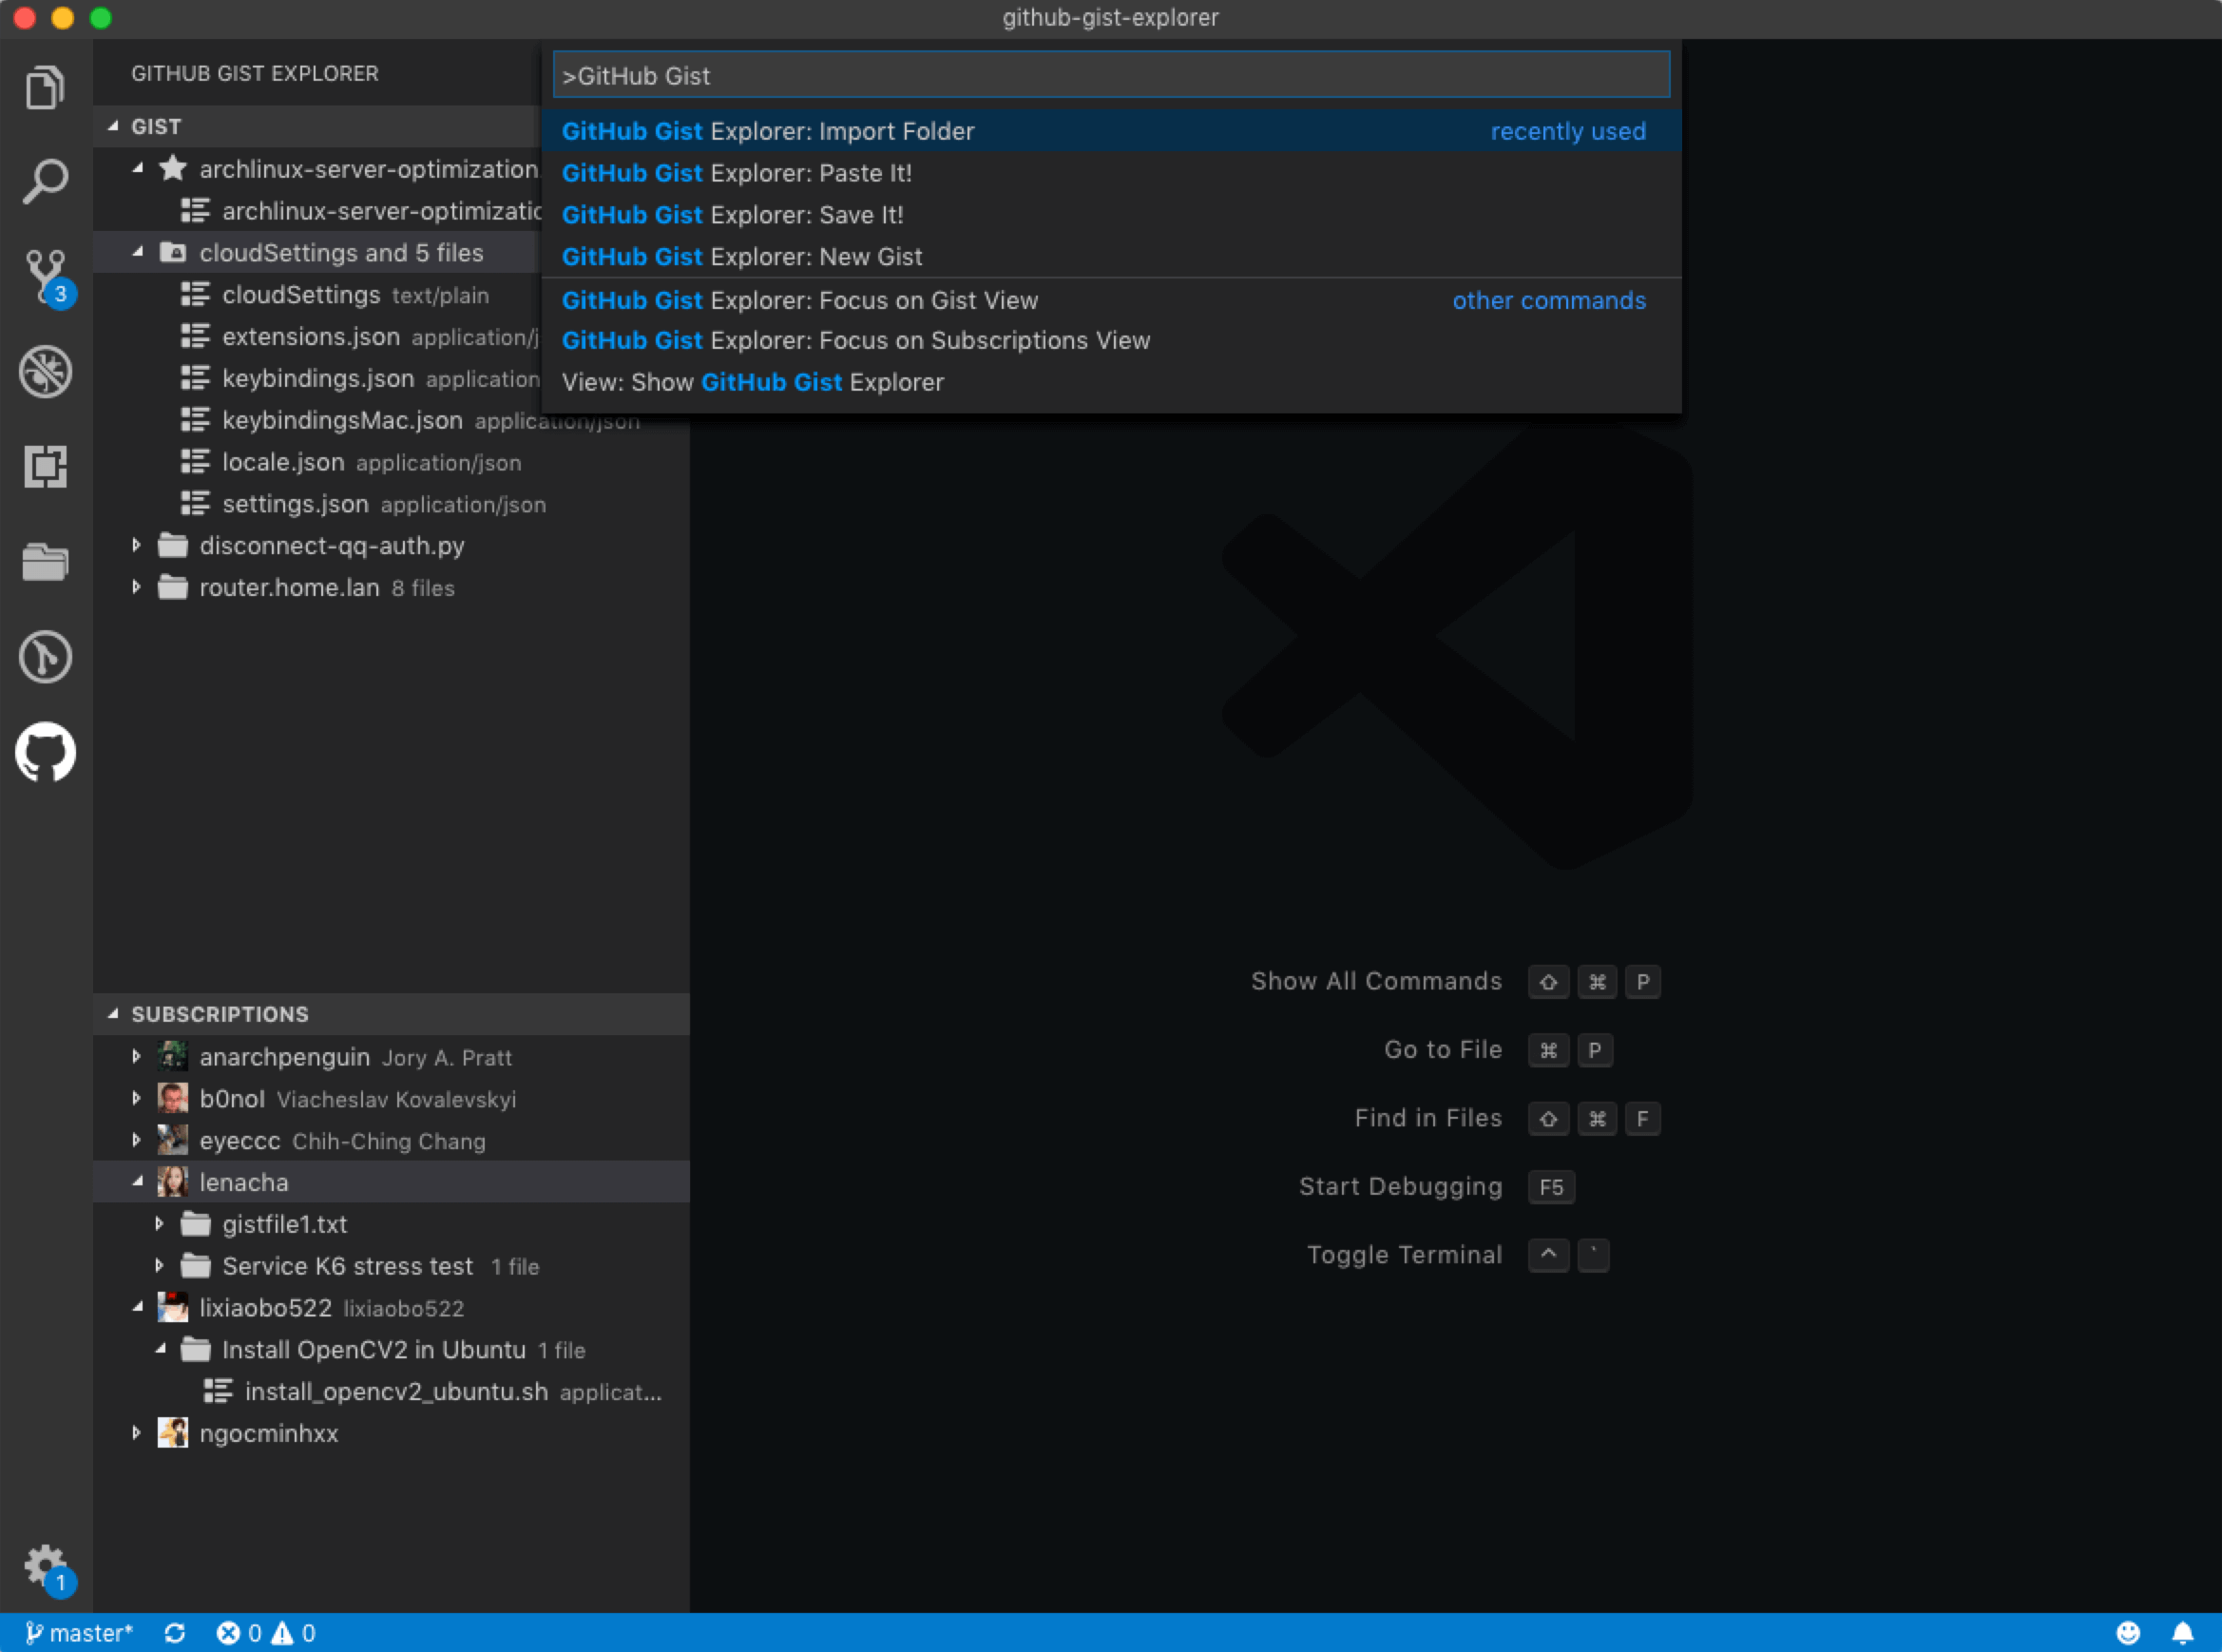 github-gist-explorer
GITHUB GIST EXPLORER
>GitHub Gist
GitHub Gist Explorer: Import Folder recently used
GitHub Gist Explorer: Paste It!
GitHub Gist Explorer: Save It!
GitHub Gist Explorer: New Gist
GitHub Gist Explorer: Focus on Gist View other commands
GitHub Gist Explorer: Focus on Subscriptions View
View: Show GitHub Gist Explorer
GIST
archlinux-server-optimization.
archlinux-server-optimizatio
cloudSettings and 5 files
cloudSettings text/plain
extensions.json application/j
keybindings.json application
keybindingsMac.json application/json
locale.json application/json
settings.json application/json
disconnect-qq-auth.py
router.home.lan 8 files
3
SUBSCRIPTIONS
anarchpenguin Jory A. Pratt
b0noI Viacheslav Kovalevskyi
eyeccc Chih-Ching Chang
lenacha
gistfile1.txt
Service K6 stress test 1 file
lixiaobo522 lixiaobo522
Install OpenCV2 in Ubuntu 1 file
install_opencv2_ubuntu.sh applicat...
ngocminhxx
Show All Commands ⇧ ⌘ P
Go to File ⌘ P
Find in Files ⇧ ⌘ F
Start Debugging F5
Toggle Terminal ^ `
1
master* 0 0